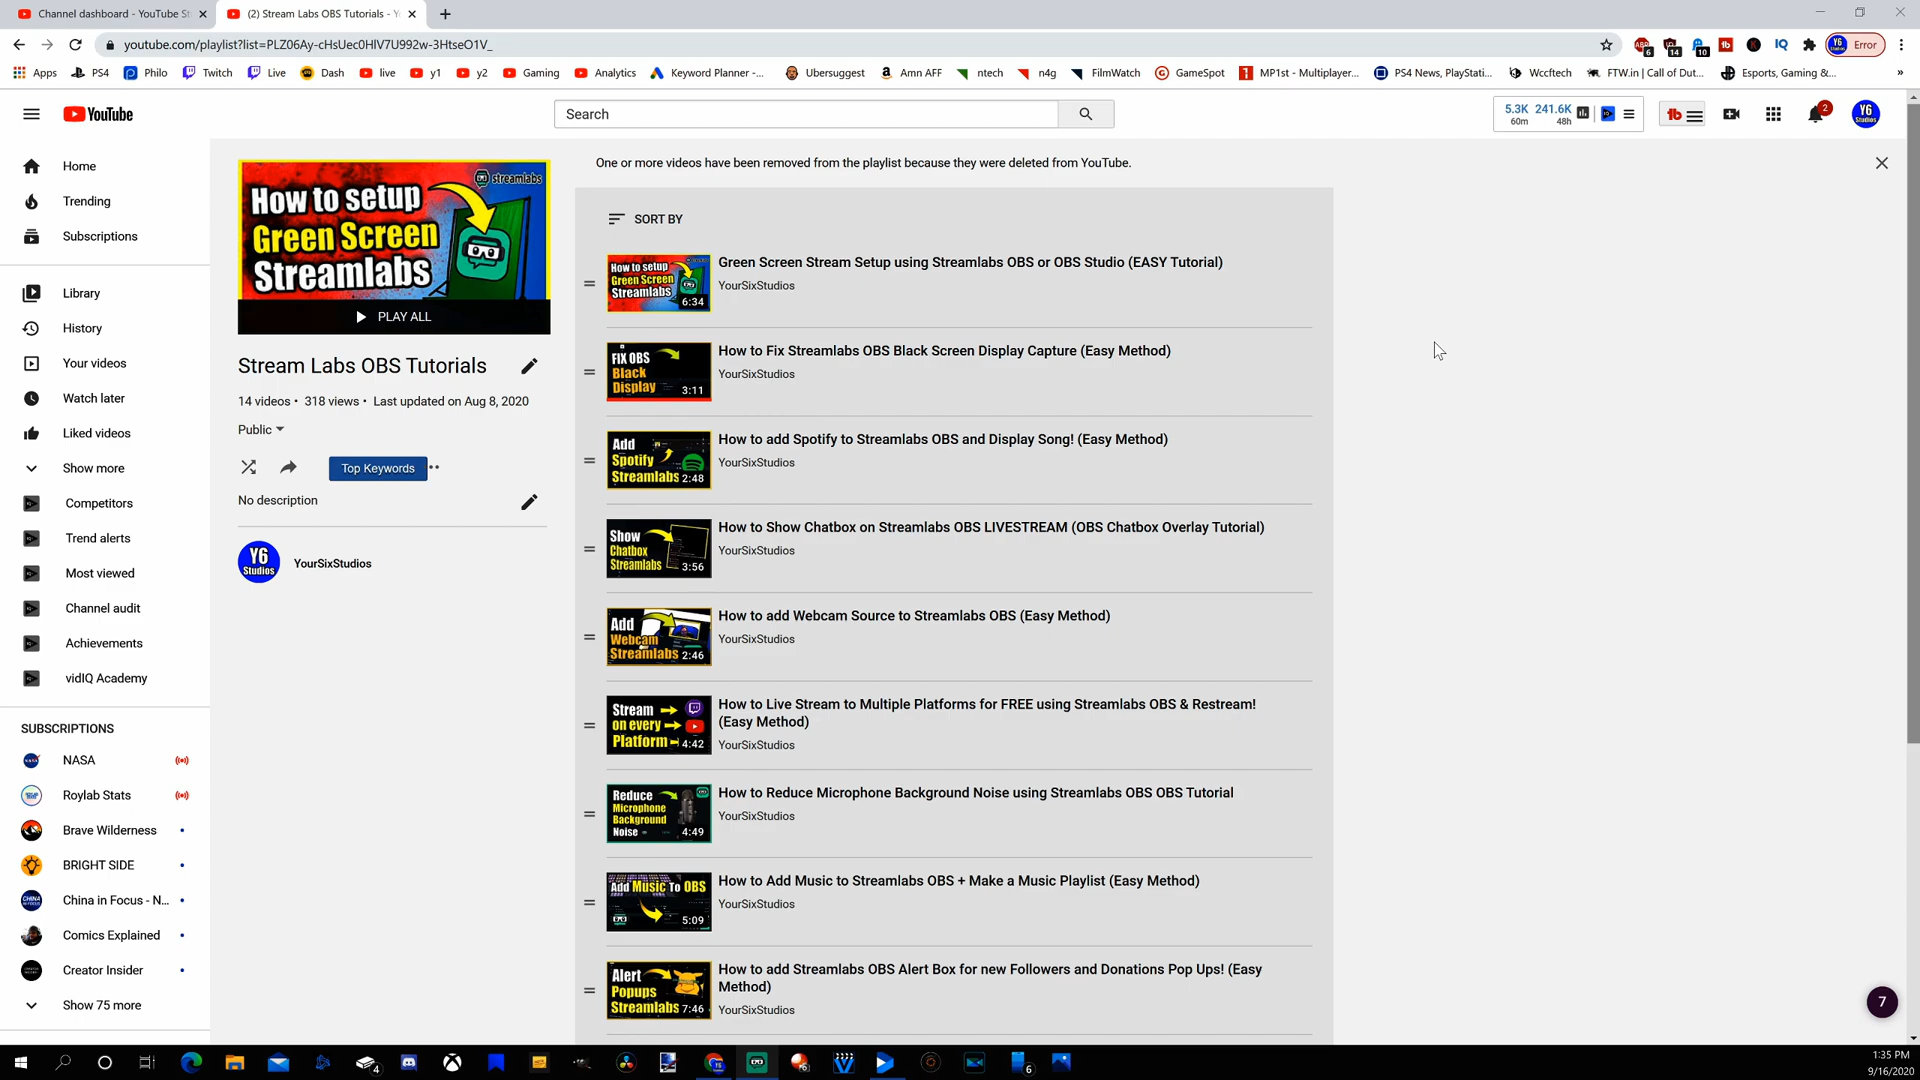 Channel dashboard - YouTube St
(2) Stream Labs OBS Tutorials - Y
youtube.com/playlist?list=PLZ06Ay-cHsUec0HlV7U992w-3HtseO1V_
6
14
10
Error
Apps
PS4
Philo
Twitch
Live
Dash
live
y1
y2
Gaming
Analytics
Keyword Planner -...
Ubersuggest
Amn AFF
ntech
n4g
FilmWatch
GameSpot
MP1st - Multiplayer...
PS4 News, PlayStati...
Wccftech
FTW.in | Call of Dut...
Esports, Gaming &...
YouTube
Search
5.3K 241.6K
60m 48h
2
Y6
Studios
Home
Trending
Subscriptions
Library
History
Your videos
Watch later
Liked videos
Show more
Competitors
Trend alerts
Most viewed
Channel audit
Achievements
vidIQ Academy
SUBSCRIPTIONS
NASA
Roylab Stats
Brave Wilderness
BRIGHT SIDE
China in Focus - N...
Comics Explained
Creator Insider
Show 75 more
streamlabs
How to setup
Green Screen
Streamlabs
PLAY ALL
Stream Labs OBS Tutorials
14 videos • 318 views • Last updated on Aug 8, 2020
Public
Top Keywords
No description
Y6
Studios
YourSixStudios
One or more videos have been removed from the playlist because they were deleted from YouTube.
SORT BY
How to setup
Green Screen
Streamlabs
6:34
Green Screen Stream Setup using Streamlabs OBS or OBS Studio (EASY Tutorial)
YourSixStudios
FIX OBS
Black
Display
3:11
How to Fix Streamlabs OBS Black Screen Display Capture (Easy Method)
YourSixStudios
Add
Spotify
Streamlabs
2:48
How to add Spotify to Streamlabs OBS and Display Song! (Easy Method)
YourSixStudios
Show
Chatbox
Streamlabs
3:56
How to Show Chatbox on Streamlabs OBS LIVESTREAM (OBS Chatbox Overlay Tutorial)
YourSixStudios
Add
Webcam
Streamlabs
2:46
How to add Webcam Source to Streamlabs OBS (Easy Method)
YourSixStudios
Stream
on every
Platform
4:42
How to Live Stream to Multiple Platforms for FREE using Streamlabs OBS & Restream!
(Easy Method)
YourSixStudios
Reduce
Microphone
Background
Noise
4:49
How to Reduce Microphone Background Noise using Streamlabs OBS OBS Tutorial
YourSixStudios
Add Music To OBS
5:09
How to Add Music to Streamlabs OBS + Make a Music Playlist (Easy Method)
YourSixStudios
Alert
Popups
Streamlabs
7:46
How to add Streamlabs OBS Alert Box for new Followers and Donations Pop Ups! (Easy
Method)
YourSixStudios
7
4
6
1:35 PM
9/16/2020